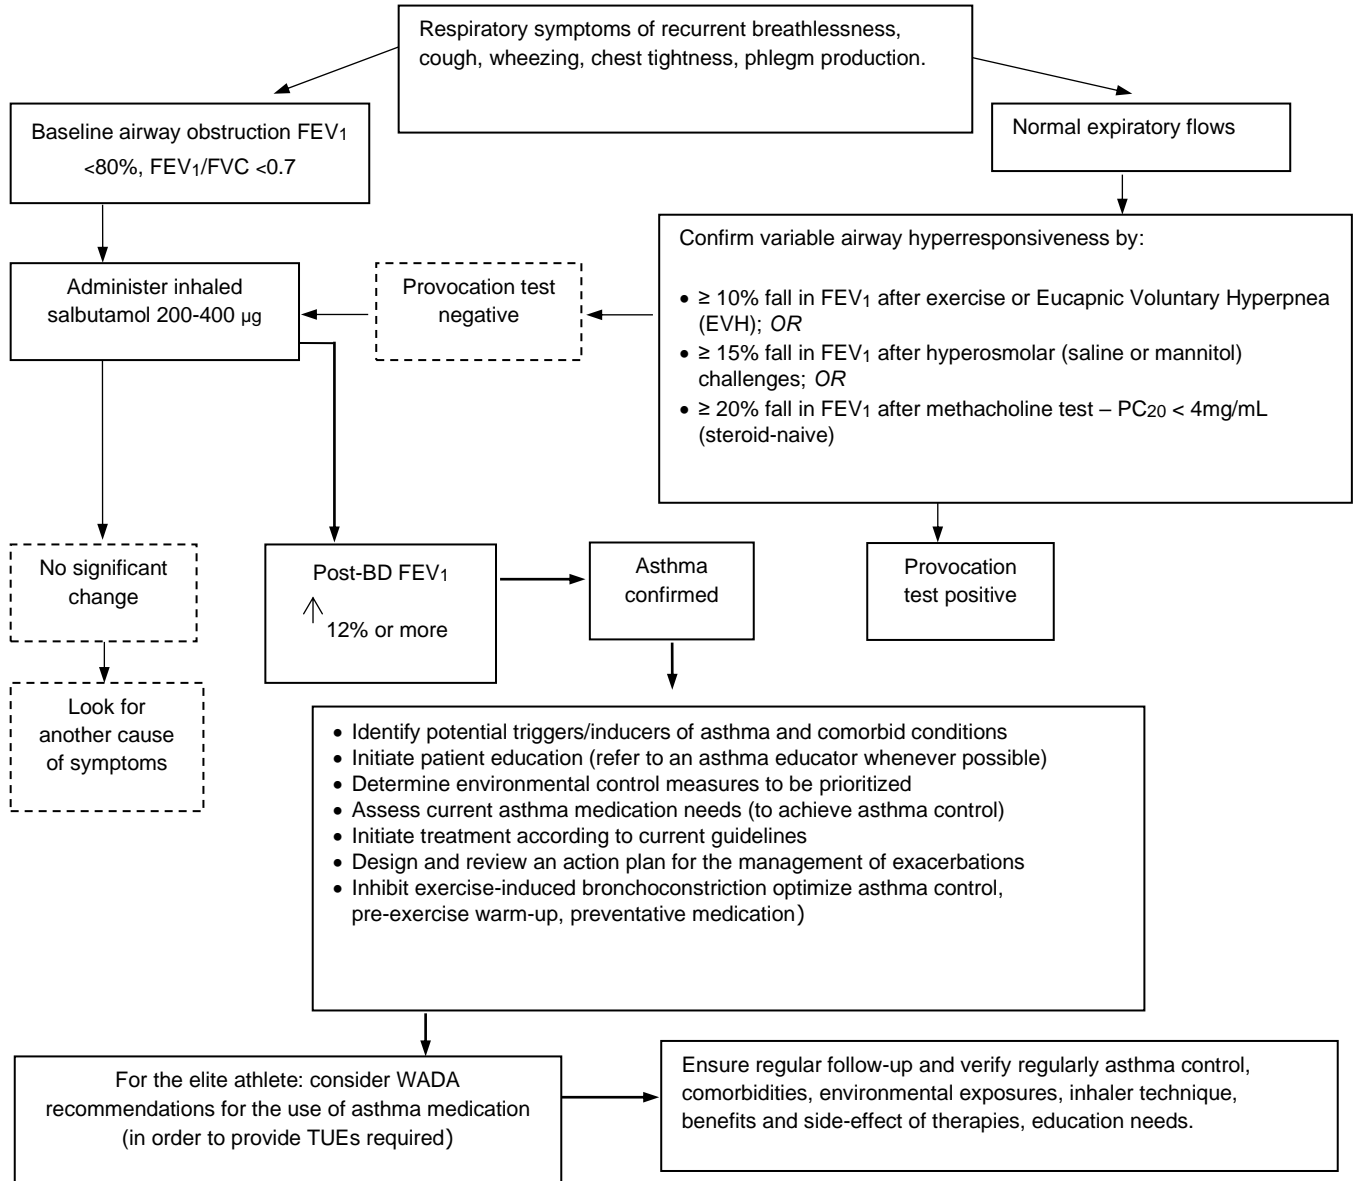 Respiratory symptoms of recurrent breathlessness,
cough, wheezing, chest tightness, phlegm production.
Baseline airway obstruction FEV1
<80%, FEV1/FVC <0.7
Normal expiratory flows
Confirm variable airway hyperresponsiveness by:
• ≥ 10% fall in FEV1 after exercise or Eucapnic Voluntary Hyperpnea
(EVH); OR
• ≥ 15% fall in FEV1 after hyperosmolar (saline or mannitol)
challenges; OR
• ≥ 20% fall in FEV1 after methacholine test – PC20 < 4mg/mL
(steroid-naive)
Administer inhaled
salbutamol 200-400 µg
Provocation test
negative
No significant
change
Post-BD FEV1
↑ 12% or more
Asthma
confirmed
Provocation
test positive
Look for
another cause
of symptoms
• Identify potential triggers/inducers of asthma and comorbid conditions
• Initiate patient education (refer to an asthma educator whenever possible)
• Determine environmental control measures to be prioritized
• Assess current asthma medication needs (to achieve asthma control)
• Initiate treatment according to current guidelines
• Design and review an action plan for the management of exacerbations
• Inhibit exercise-induced bronchoconstriction optimize asthma control,
pre-exercise warm-up, preventative medication)
For the elite athlete: consider WADA
recommendations for the use of asthma medication
(in order to provide TUEs required)
Ensure regular follow-up and verify regularly asthma control,
comorbidities, environmental exposures, inhaler technique,
benefits and side-effect of therapies, education needs.